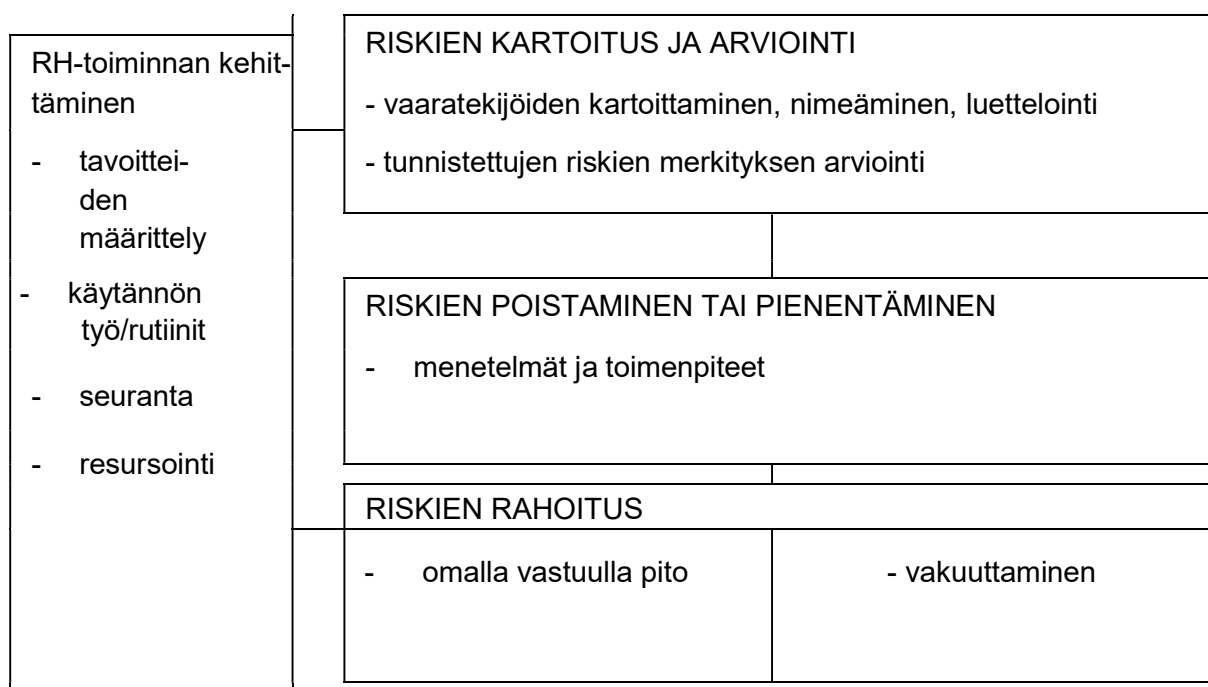 RH-toiminnan kehit-
täminen
- tavoittei-
den
määrittely
- käytännön
työ/rutiinit
- seuranta
- resursointi
RISKIEN KARTOITUS JA ARVIOINTI
- vaaratekijöiden kartoittaminen, nimeäminen, luettelointi
- tunnistettujen riskien merkityksen arviointi
RISKIEN POISTAMINEN TAI PIENENTÄMINEN
- menetelmät ja toimenpiteet
RISKIEN RAHOITUS
- omalla vastuulla pito
- vakuuttaminen